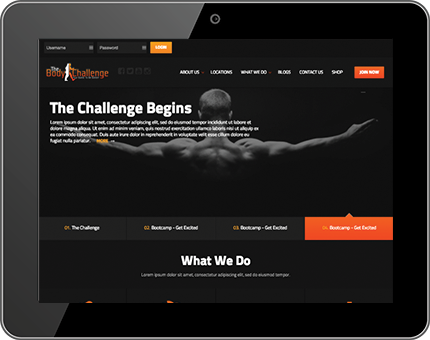 Username Password LOGIN
The
Body Challenge
ABOUT US LOCATIONS WHAT WE DO BLOGS CONTACT US SHOP JOIN NOW
The Challenge Begins
Lorem ipsum dolor sit amet, consectetur adipiscing elit, sed do eiusmod tempor incididunt ut labore et
dolore magna aliqua. Ut enim ad minim veniam, quis nostrud exercitation ullamco laboris nisi ut aliquip ex ea
commodo consequat. Duis aute irure dolor in reprehenderit in voluptate velit esse cillum dolore eu
fugiat nulla pariatur. MORE
01. The Challenge 02. Bootcamp - Get Excited 03. Bootcamp - Get Excited 04. Bootcamp - Get Excited
What We Do
Lorem ipsum dolor sit amet, consectetur adipiscing elit, sed do eiusmod tempor.